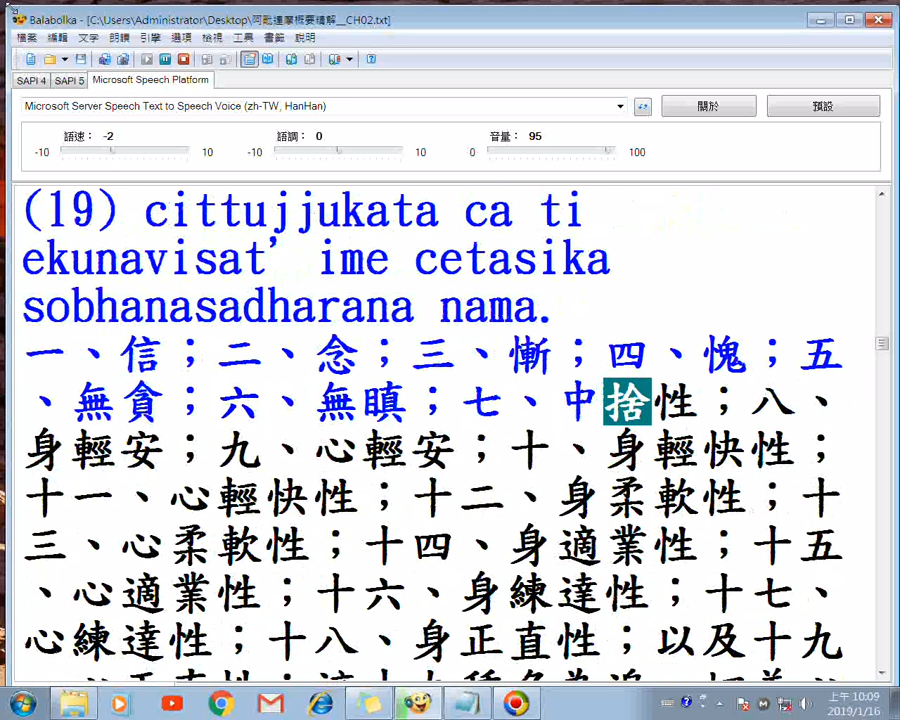 Balabolka - [C:\Users\Administrator\Desktop\阿毗達摩概要精解__CH02.txt]
檔案 編輯 文字 朗讀 引擎 選項 檢視 工具 書籤 說明
SAPI 4 SAPI 5 Microsoft Speech Platform
Microsoft Server Speech Text to Speech Voice (zh-TW, HanHan) 關於 預設
語速： -2 語調： 0 音量： 95
-10 10 -10 10 0 100
(19) cittujjukata ca ti
ekunavisat’ ime cetasika
sobhanasadharana nama.
一、信；二、念；三、慚；四、愧；五
、無貪；六、無瞋；七、中捨性；八、
身輕安；九、心輕安；十、身輕快性；
十一、心輕快性；十二、身柔軟性；十
三、心柔軟性；十四、身適業性；十五
、心適業性；十六、身練達性；十七、
心練達性；十八、身正直性；以及十九
上午 10:09
2019/1/16